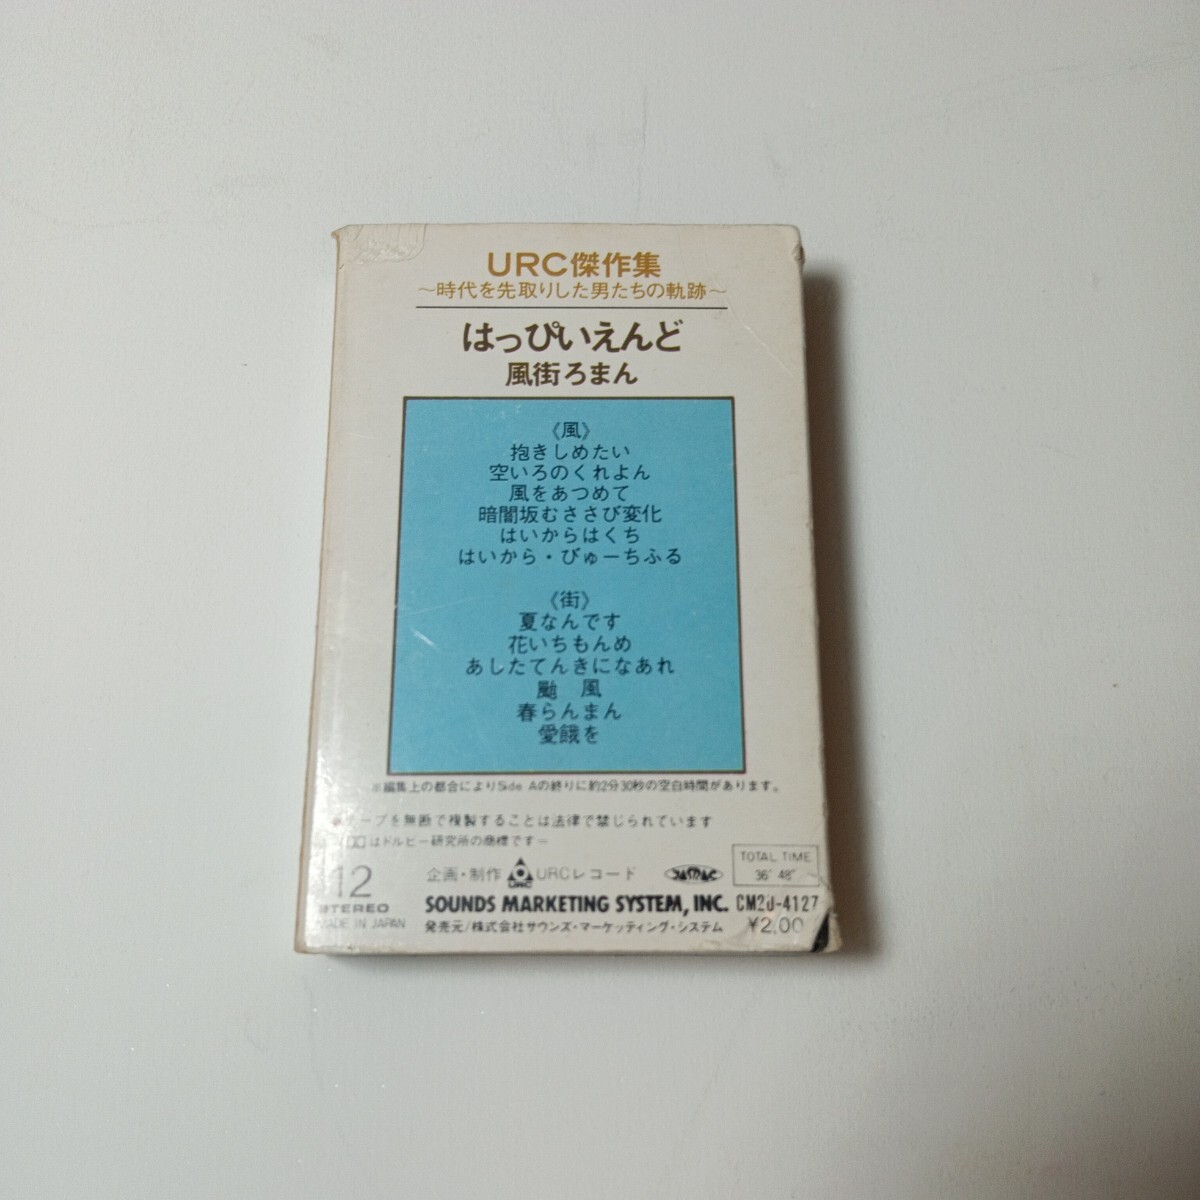 URC傑作集
～時代を先取りした男たちの軌跡～
はっぴいえんど
風街ろまん
《風》
抱きしめたい
空いろのくれよん
風をあつめて
暗闇坂むささび変化
はいからはくち
はいから・びゅーちふる
《街》
夏なんです
花いちもんめ
あしたてんきになあれ
颱 風
春らんまん
愛餓を
※編集上の都合によりSide Aの終りに約2分30秒の空白時間があります。
ープを無断で複製することは法律で禁じられています
はドルビー研究所の商標です－
12
STEREO
MADE IN JAPAN
企画・制作 URC URCレコード JASRAC
TOTAL TIME
36' 48"
SOUNDS MARKETING SYSTEM, INC. CM20-4127
発売元/株式会社サウンズ・マーケッティング・システム ¥2,00